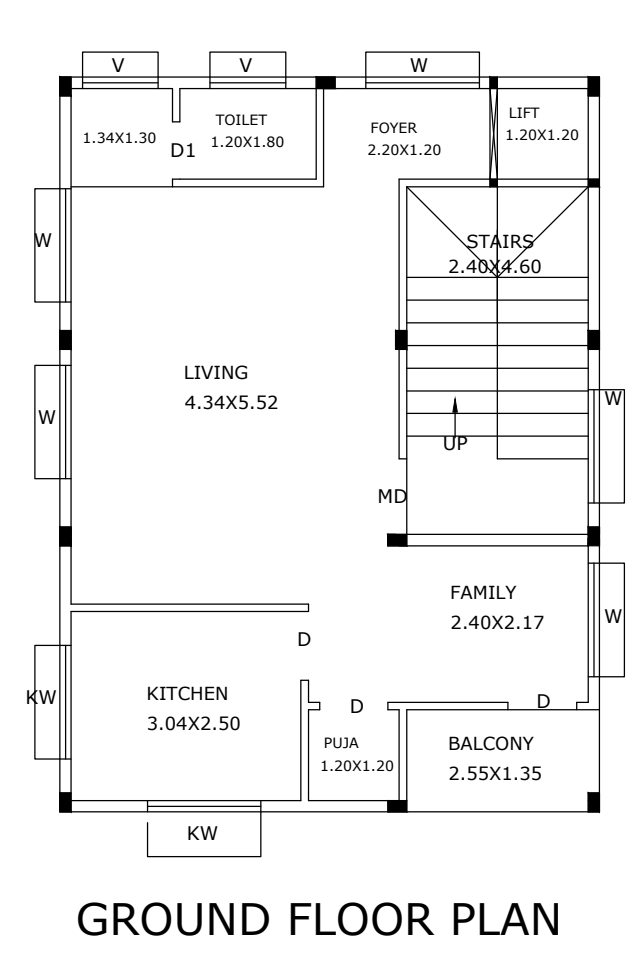 V
V
W
TOILET
1.20X1.80
1.34X1.30
D1
FOYER
2.20X1.20
LIFT
1.20X1.20
W
STAIRS
2.40X4.60
LIVING
4.34X5.52
W
W
UP
MD
FAMILY
2.40X2.17
W
D
KITCHEN
3.04X2.50
KW
D
D
PUJA
1.20X1.20
BALCONY
2.55X1.35
KW
GROUND FLOOR PLAN